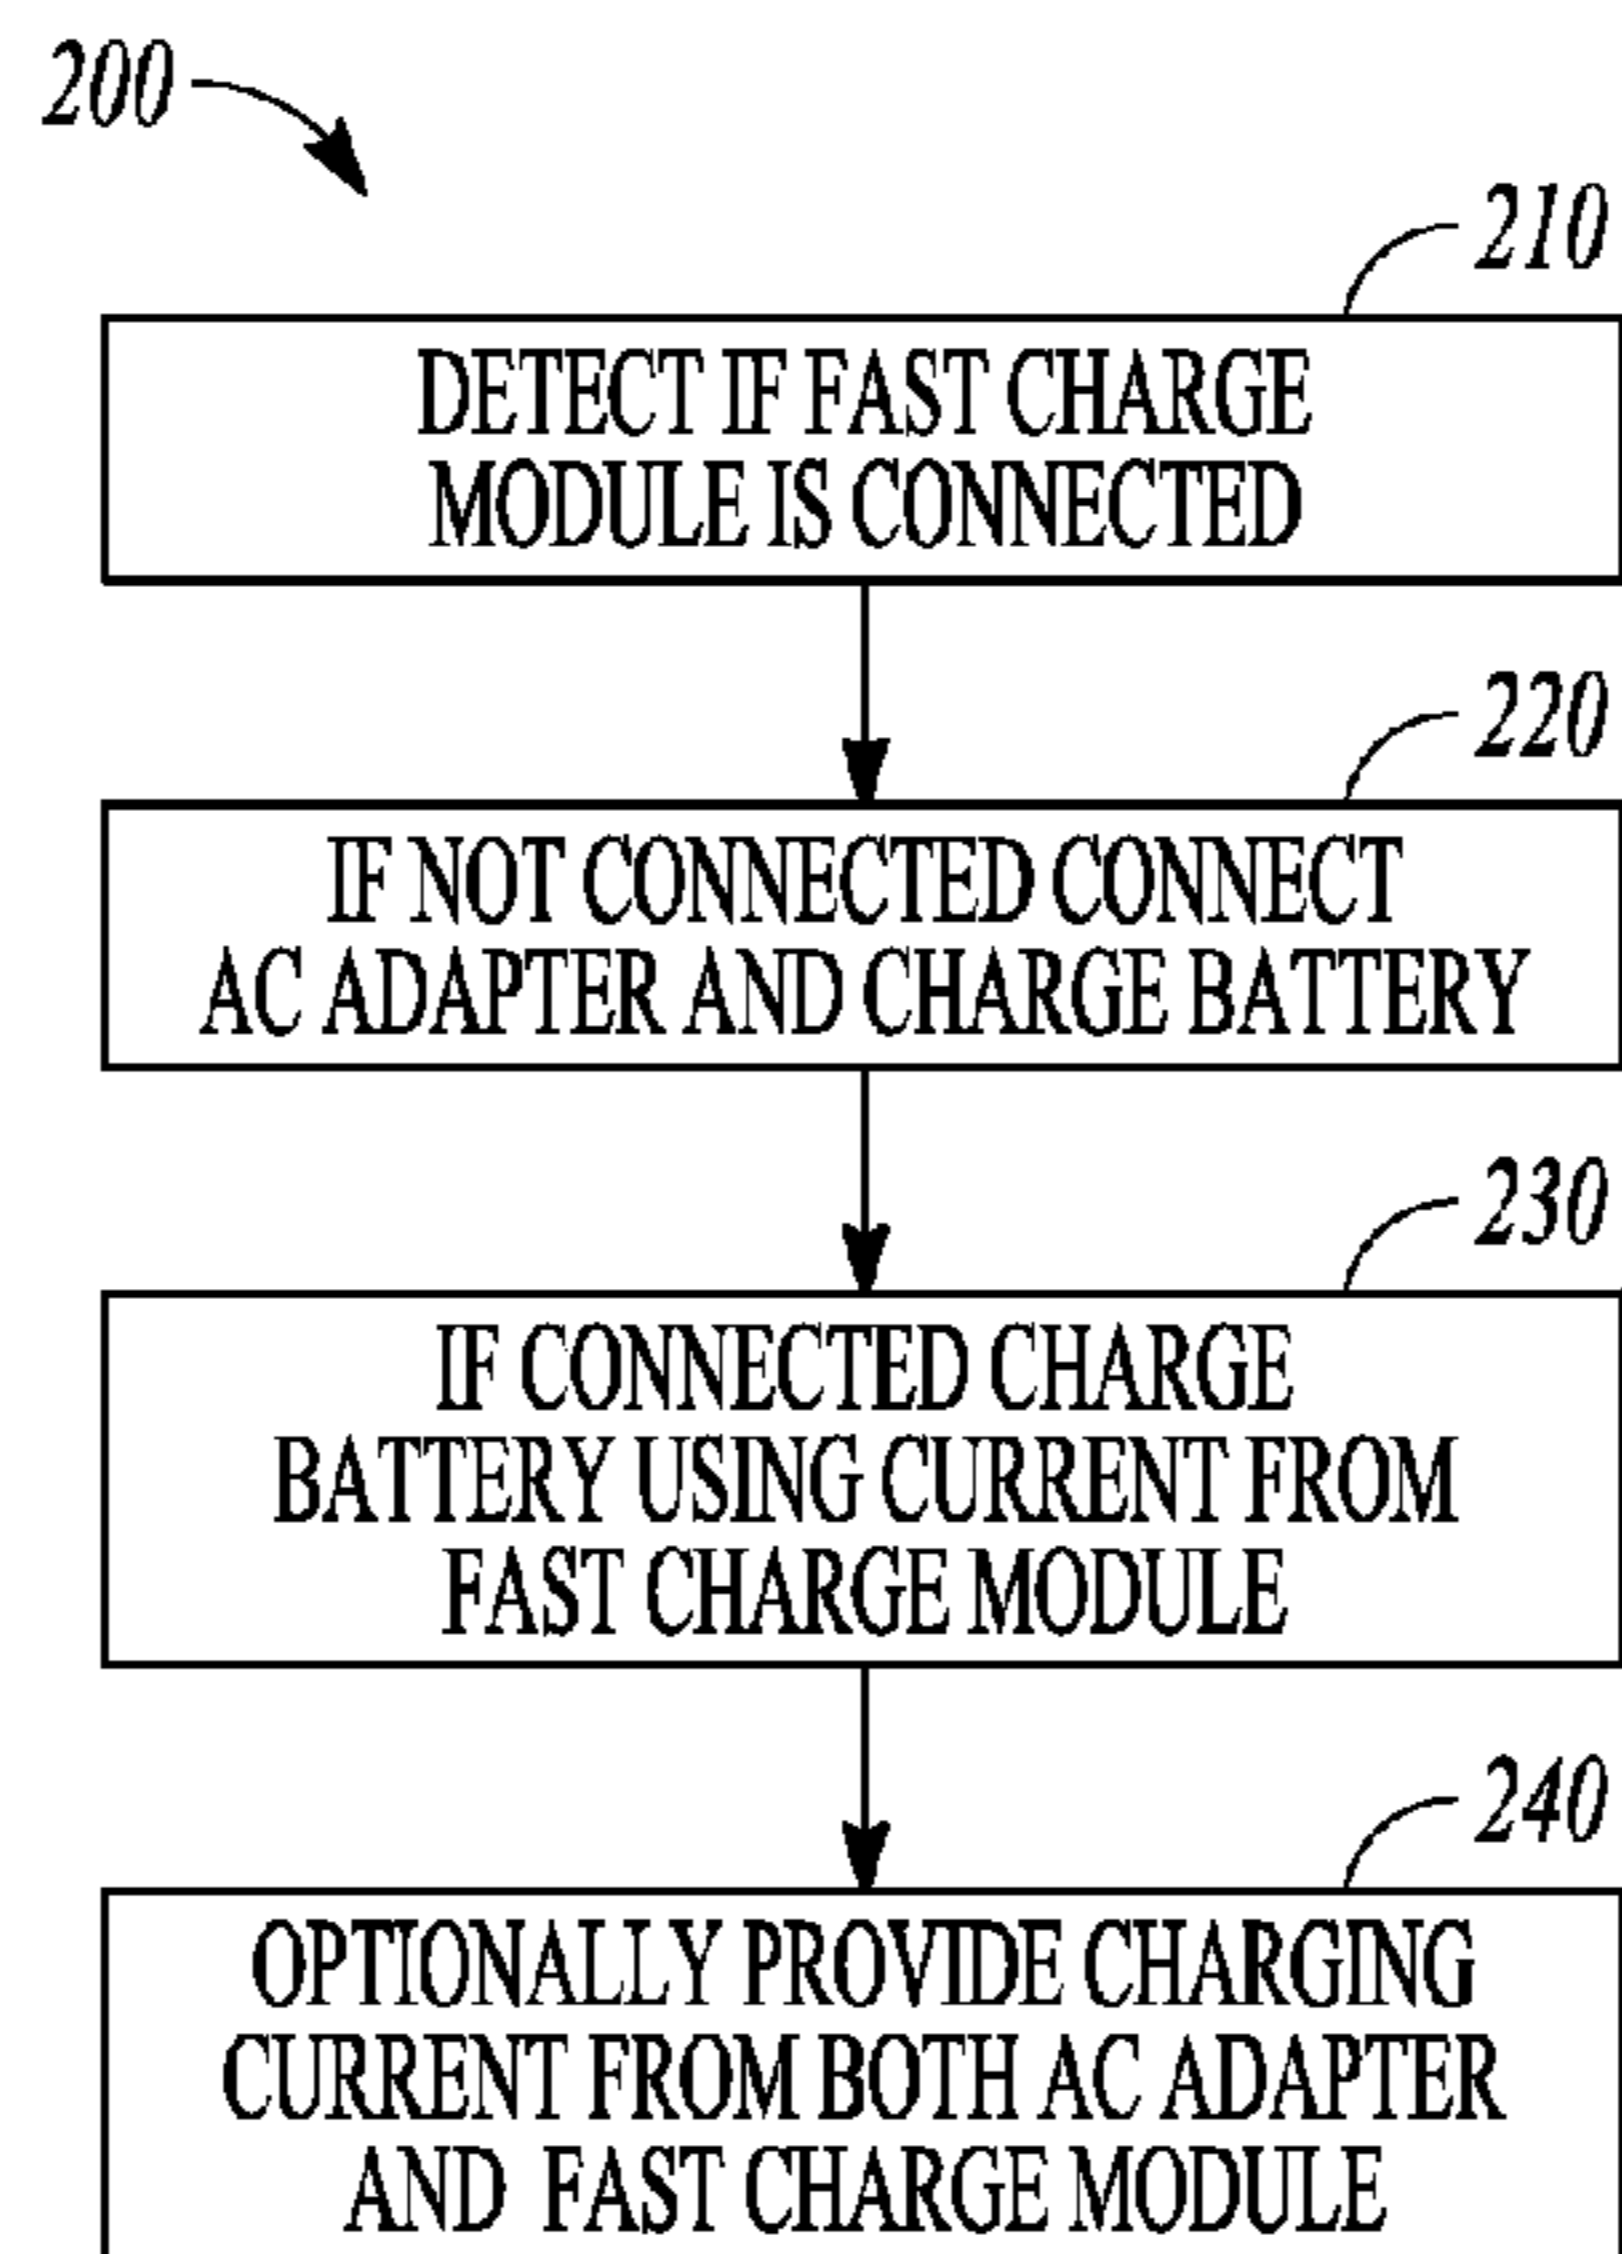 200
210
DETECT IF FAST CHARGE
MODULE IS CONNECTED
220
IF NOT CONNECTED CONNECT
AC ADAPTER AND CHARGE BATTERY
230
IF CONNECTED CHARGE
BATTERY USING CURRENT FROM
FAST CHARGE MODULE
240
OPTIONALLY PROVIDE CHARGING
CURRENT FROM BOTH AC ADAPTER
AND FAST CHARGE MODULE